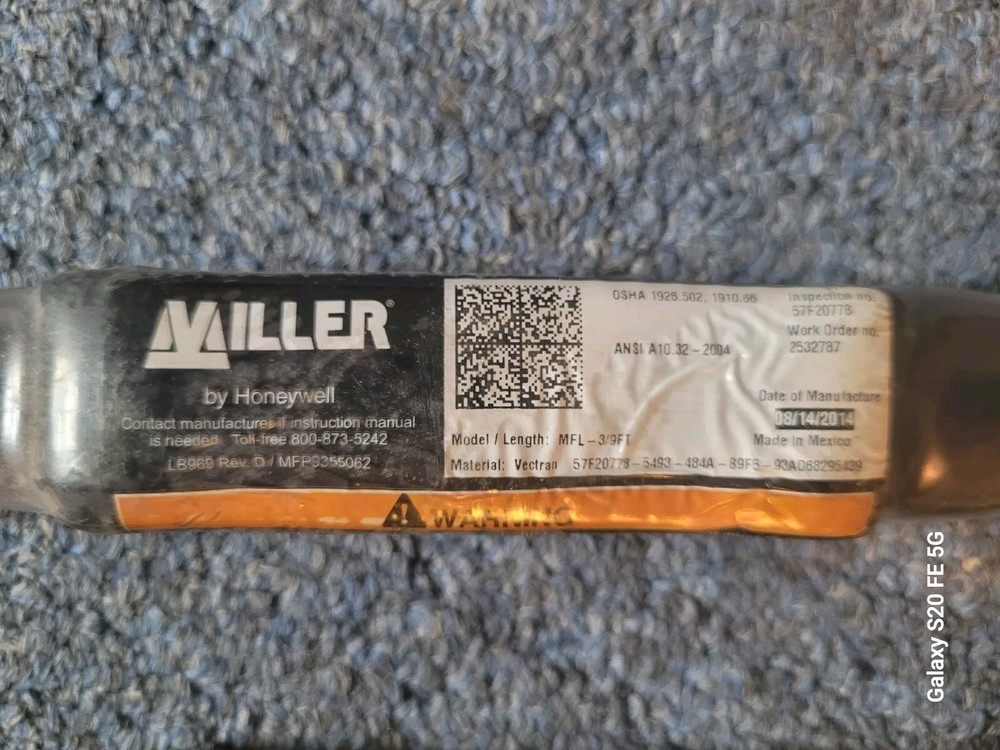 MILLER®
by Honeywell
Contact manufacturer if instruction manual
is needed Toll-free 800-873-5242
LB969 Rev. D / MFP9355062
OSHA 1926.502, 1910.66
ANSI A10.32-2004
Inspection no.
57F20778
Work Order no.
2532787
Date of Manufacture
08/14/2014
Made in Mexico
Model / Length: MFL-3/9FT
Material: Vectran 57F20778-5493-484A-89F6-93AD68295439
WARNING
Galaxy S20 FE 5G